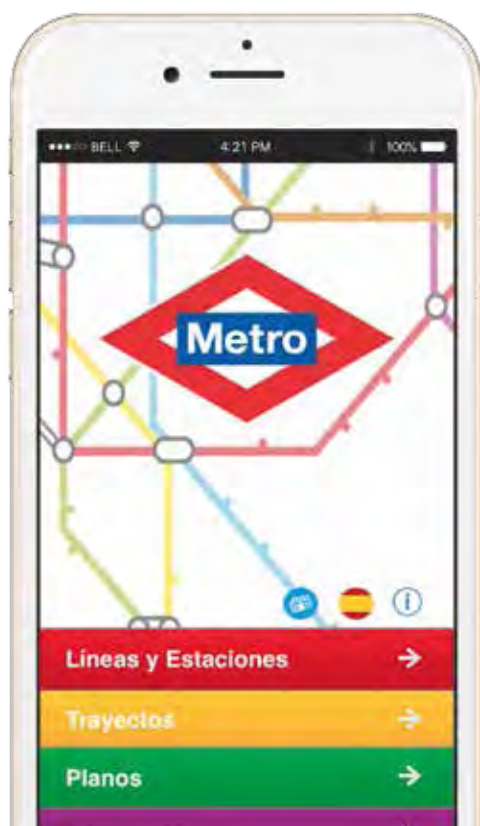 BELL 4:21 PM 100%
Metro
i
Líneas y Estaciones
Trayectos
Planos